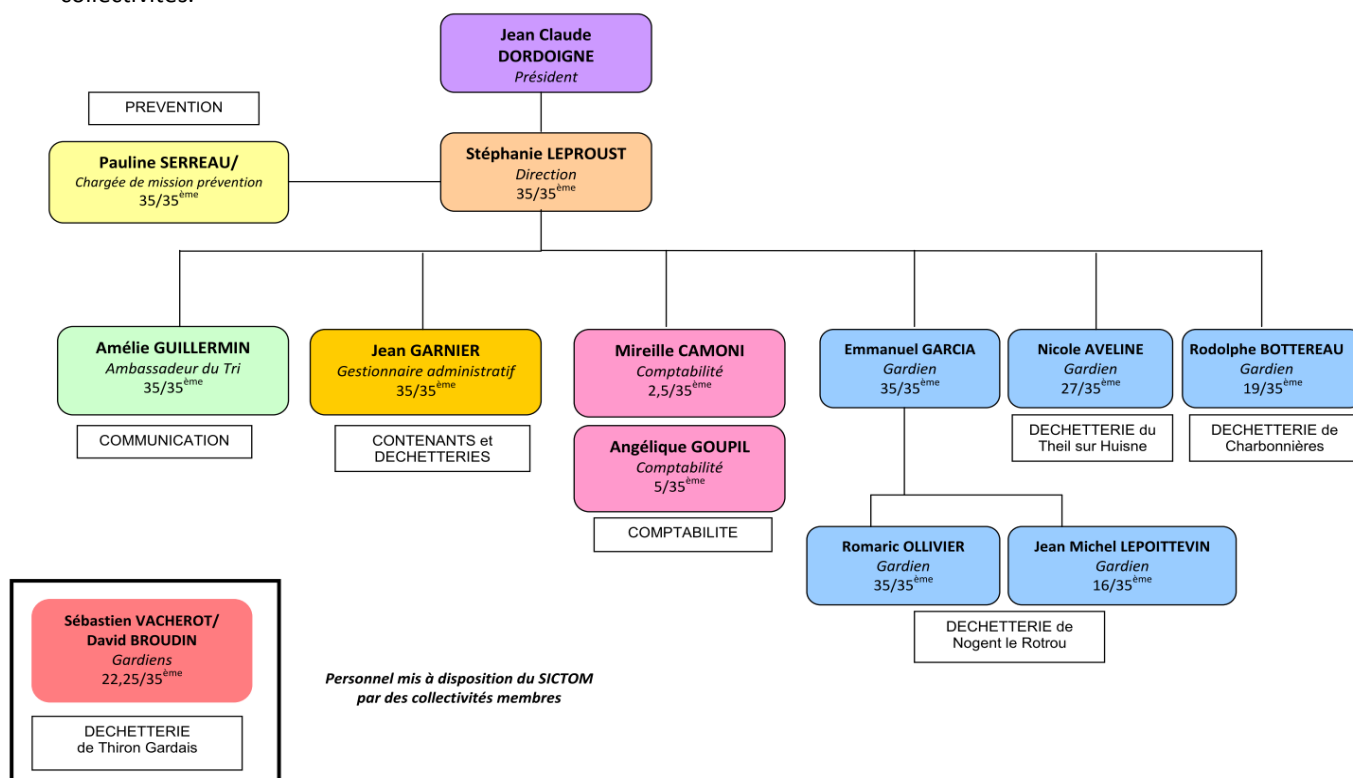 collectivités.
Jean Claude
DORDOIGNE
Président
PREVENTION
Pauline SERREAU/
Chargée de mission prévention
35/35ème
Stéphanie LEPROUST
Direction
35/35ème
Amélie GUILLERMIN
Ambassadeur du Tri
35/35ème
COMMUNICATION
Jean GARNIER
Gestionnaire administratif
35/35ème
CONTENANTS et
DECHETTERIES
Mireille CAMONI
Comptabilité
2,5/35ème
Angélique GOUPIL
Comptabilité
5/35ème
COMPTABILITE
Emmanuel GARCIA
Gardien
35/35ème
Nicole AVELINE
Gardien
27/35ème
DECHETTERIE du
Theil sur Huisne
Rodolphe BOTTEREAU
Gardien
19/35ème
DECHETTERIE de
Charbonnières
Romaric OLLIVIER
Gardien
35/35ème
Jean Michel LEPOITTEVIN
Gardien
16/35ème
DECHETTERIE de
Nogent le Rotrou
Sébastien VACHEROT/
David BROUDIN
Gardiens
22,25/35ème
DECHETTERIE
de Thiron Gardais
Personnel mis à disposition du SICTOM
par des collectivités membres